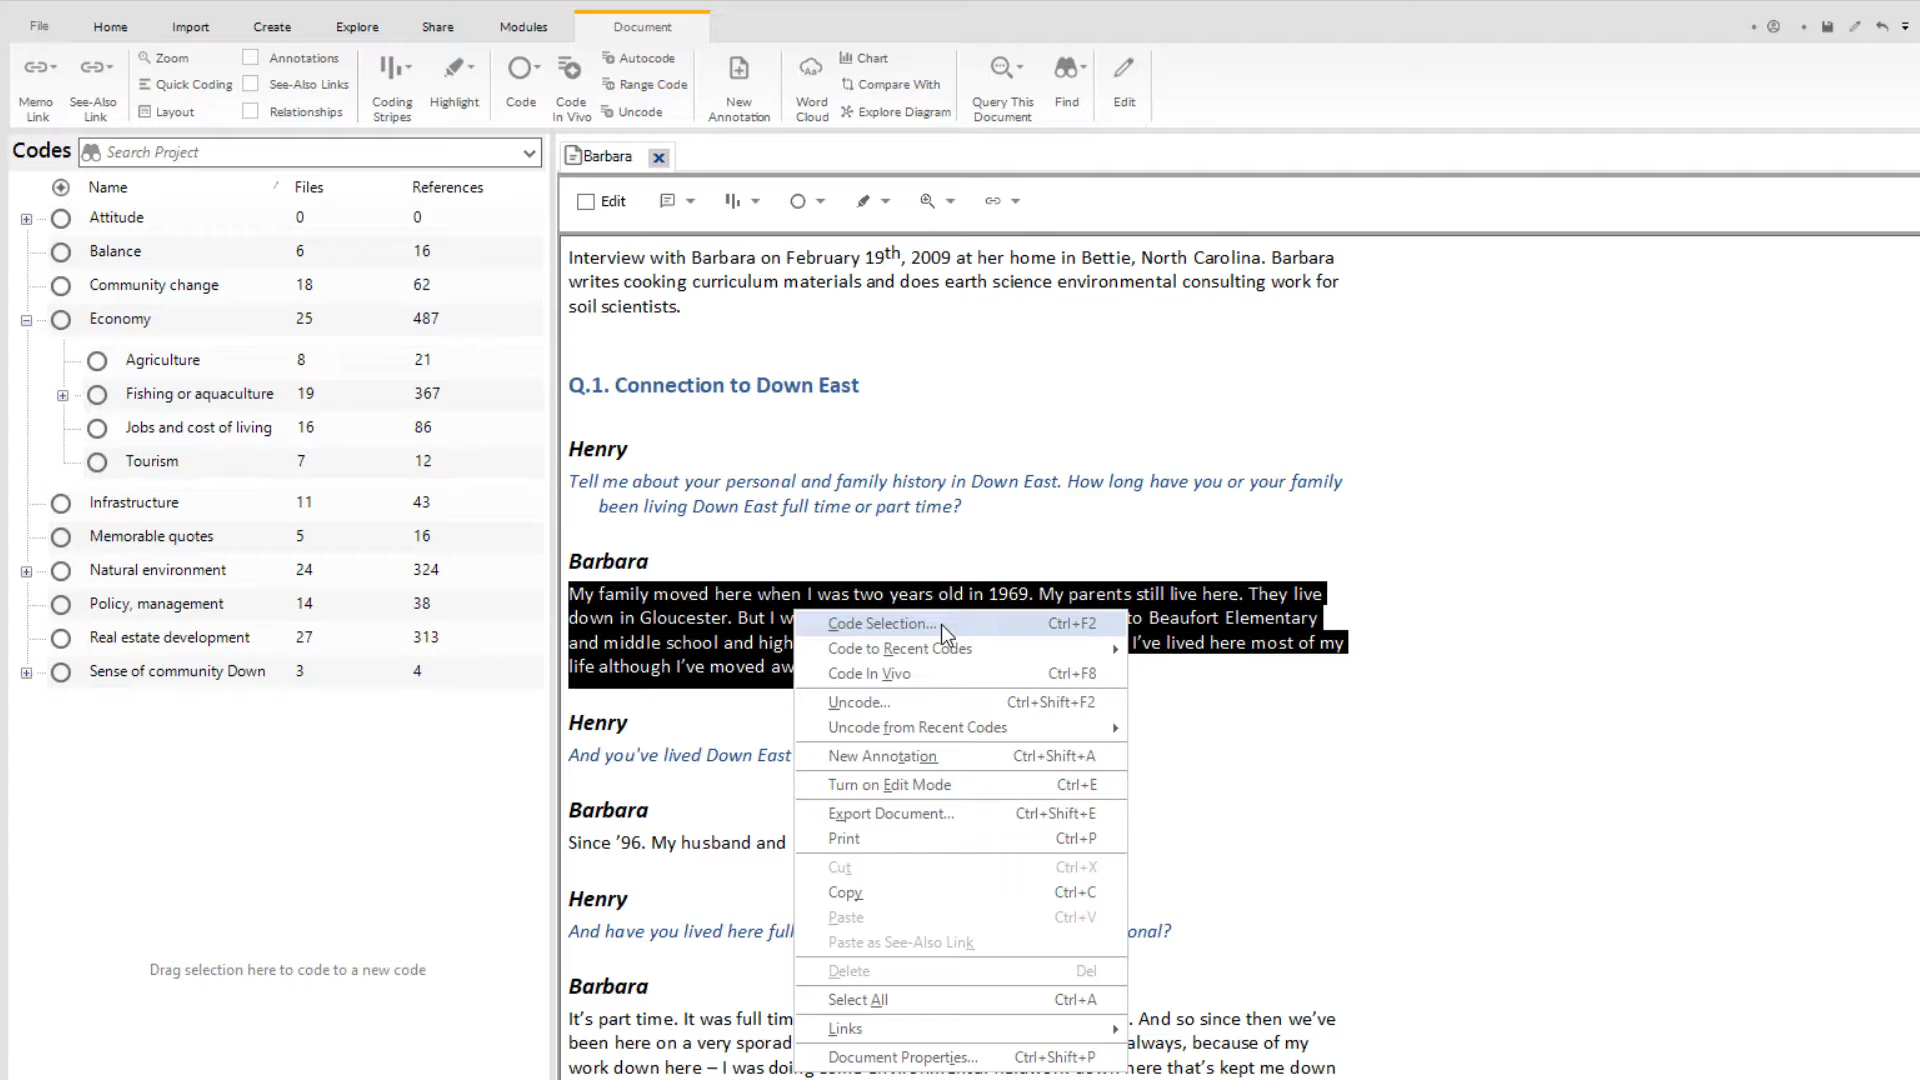 File Home Import Create Explore Share Modules Document
Memo Link
See-Also Link
Zoom
Quick Coding
Layout
Annotations
See-Also Links
Relationships
Coding Stripes
Highlight
Code
Code In Vivo
Autocode
Range Code
Uncode
New Annotation
Word Cloud
Chart
Compare With
Explore Diagram
Query This Document
Find
Edit
Codes Search Project
Name Files References
Attitude 0 0
Balance 6 16
Community change 18 62
Economy 25 487
Agriculture 8 21
Fishing or aquaculture 19 367
Jobs and cost of living 16 86
Tourism 7 12
Infrastructure 11 43
Memorable quotes 5 16
Natural environment 24 324
Policy, management 14 38
Real estate development 27 313
Sense of community Down 3 4
Drag selection here to code to a new code
Barbara
Edit
Interview with Barbara on February 19th, 2009 at her home in Bettie, North Carolina. Barbara
writes cooking curriculum materials and does earth science environmental consulting work for
soil scientists.
Q.1. Connection to Down East
Henry
Tell me about your personal and family history in Down East. How long have you or your family
been living Down East full time or part time?
Barbara
My family moved here when I was two years old in 1969. My parents still live here. They live
down in Gloucester. But I w to Beaufort Elementary
and middle school and high I've lived here most of my
life although I've moved aw
Henry
And you've lived Down East
Barbara
Since '96. My husband and
Henry
And have you lived here full onal?
Barbara
It's part time. It was full tim . And so since then we've
been here on a very sporad always, because of my
work down here – I was doing here that's kept me down
Code Selection... Ctrl+F2
Code to Recent Codes
Code In Vivo Ctrl+F8
Uncode... Ctrl+Shift+F2
Uncode from Recent Codes
New Annotation Ctrl+Shift+A
Turn on Edit Mode Ctrl+E
Export Document... Ctrl+Shift+E
Print Ctrl+P
Cut Ctrl+X
Copy Ctrl+C
Paste Ctrl+V
Paste as See-Also Link
Delete Del
Select All Ctrl+A
Links
Document Properties... Ctrl+Shift+P